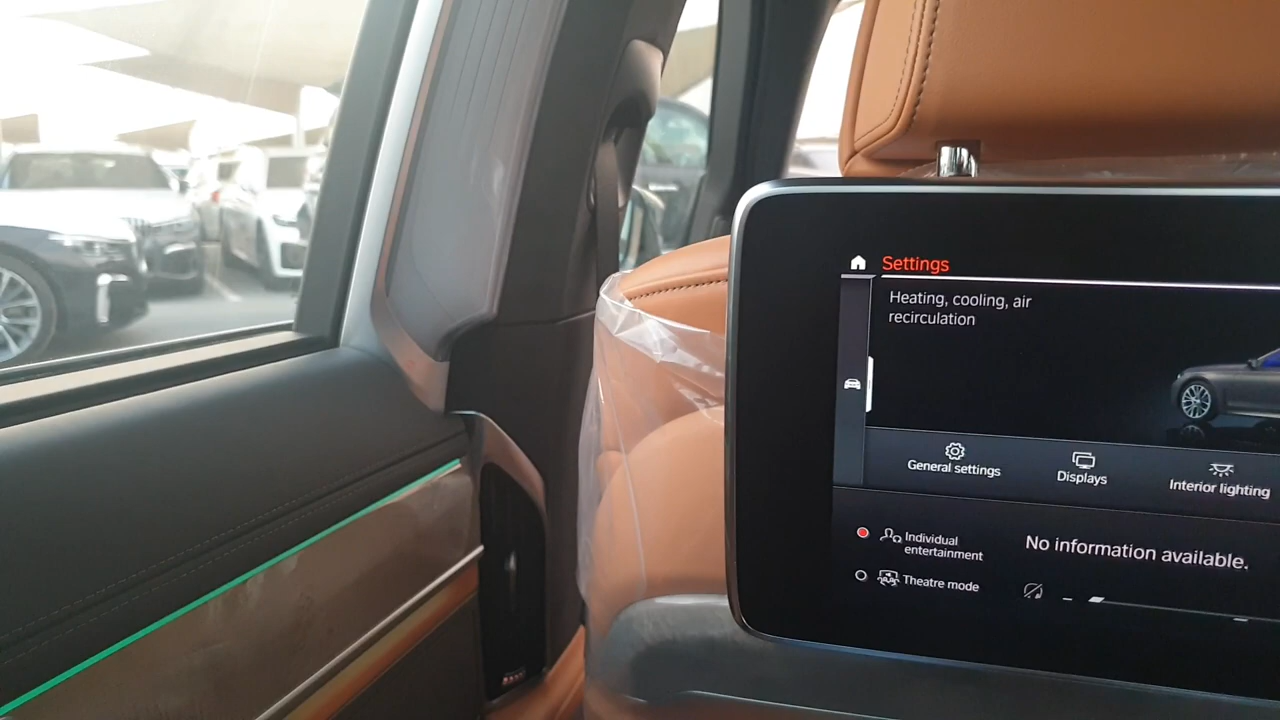 Settings
Heating, cooling, air
recirculation
General settings
Displays
Interior lighting
Individual
entertainment
Theatre mode
No information available.